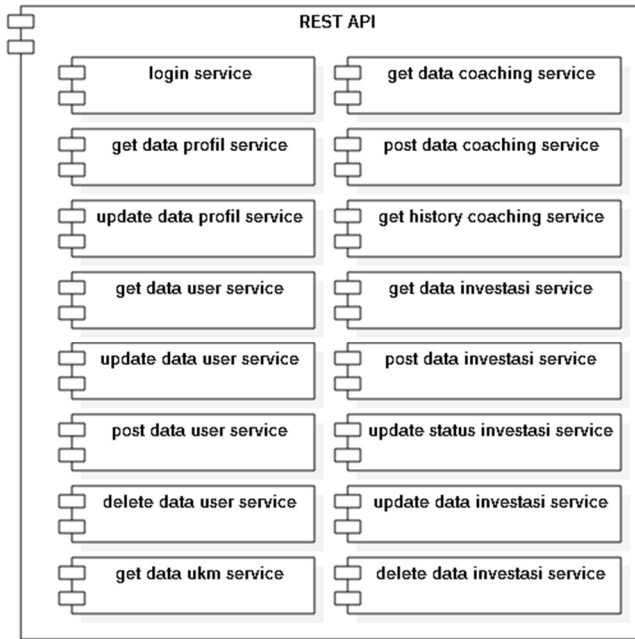 REST API
login service
get data profil service
update data profil service
get data user service
update data user service
post data user service
delete data user service
get data ukm service
get data coaching service
post data coaching service
get history coaching service
get data investasi service
post data investasi service
update status investasi service
update data investasi service
delete data investasi service